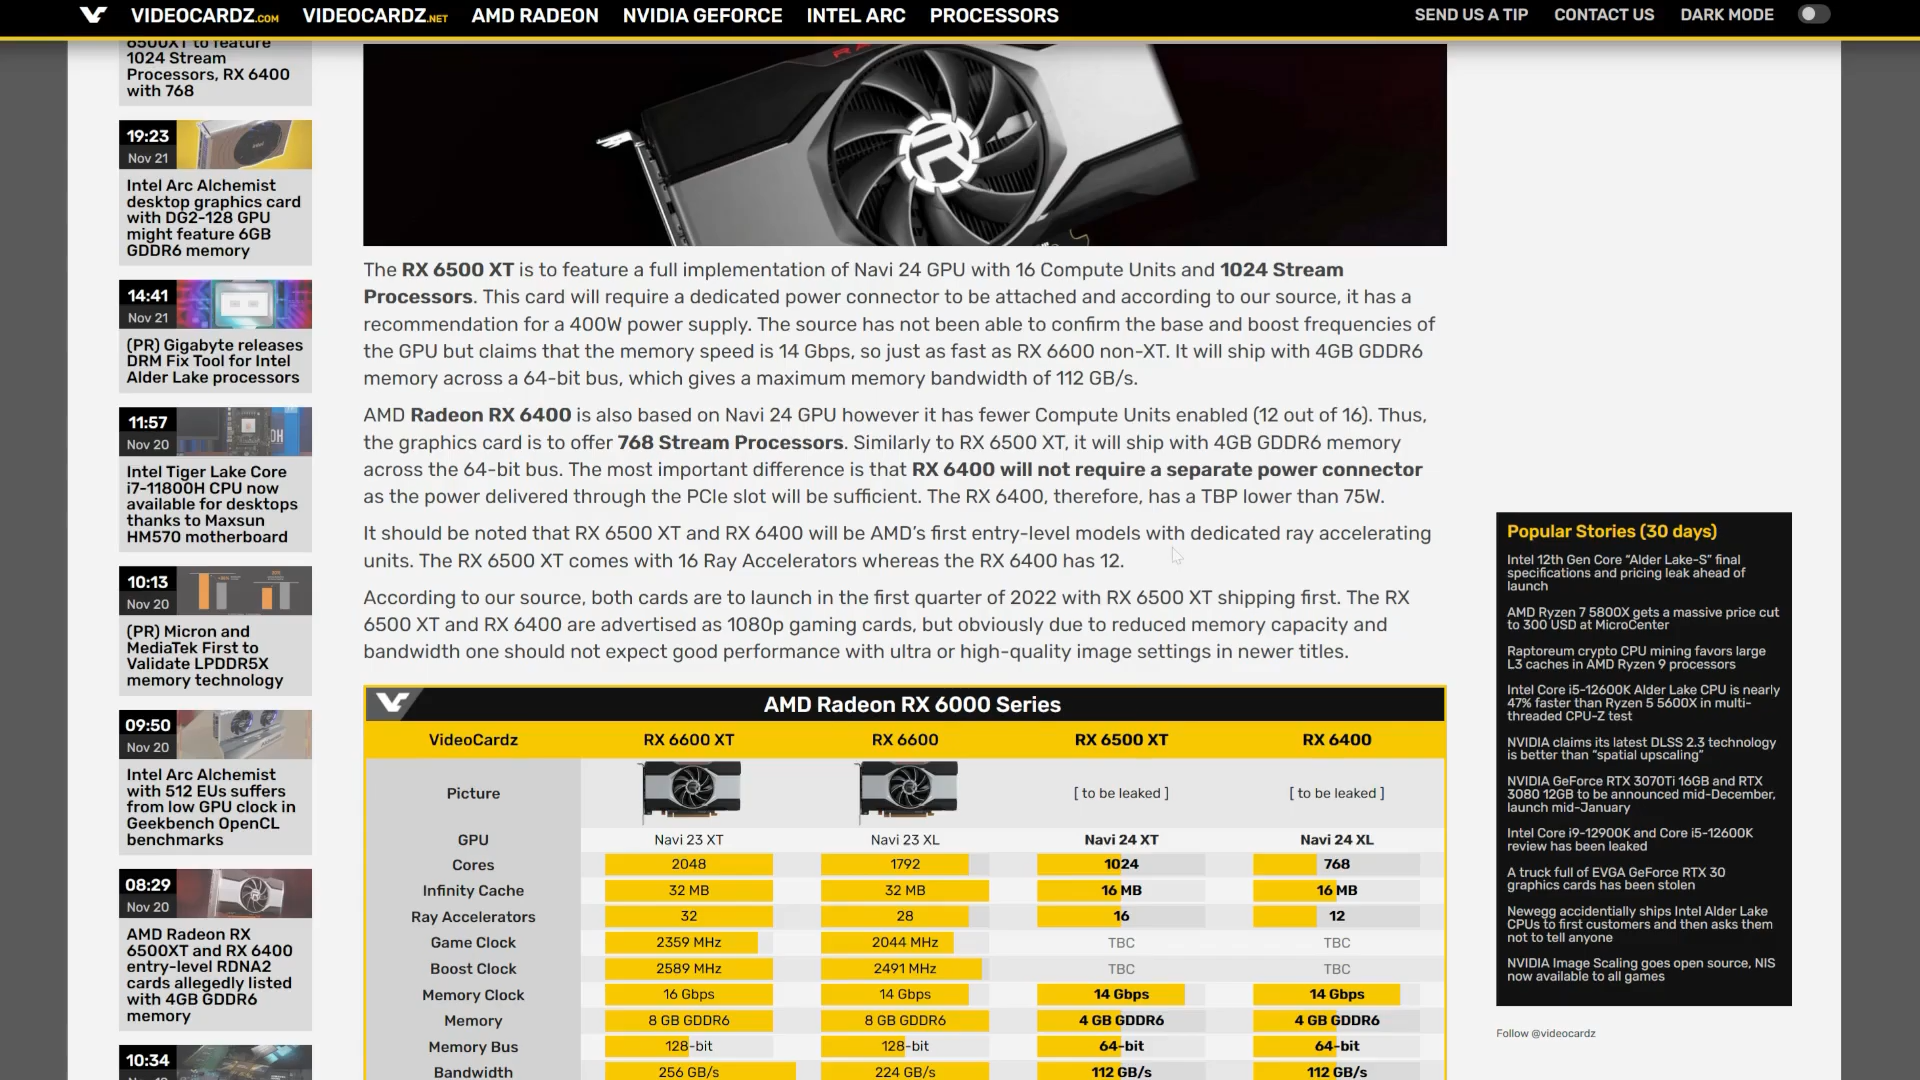 VIDEOCARDZ.COM VIDEOCARDZ.NET AMD RADEON NVIDIA GEFORCE INTEL ARC PROCESSORS SEND US A TIP CONTACT US DARK MODE
6500XT to feature
1024 Stream
Processors, RX 6400
with 768
19:23
Nov 21
Intel Arc Alchemist
desktop graphics card
with DG2-128 GPU
might feature 6GB
GDDR6 memory
14:41
Nov 21
(PR) Gigabyte releases
DRM Fix Tool for Intel
Alder Lake processors
11:57
Nov 20
Intel Tiger Lake Core
i7-11800H CPU now
available for desktops
thanks to Maxsun
HM570 motherboard
10:13
Nov 20
(PR) Micron and
MediaTek First to
Validate LPDDR5X
memory technology
09:50
Nov 20
Intel Arc Alchemist
with 512 EUs suffers
from low GPU clock in
Geekbench OpenCL
benchmarks
08:29
Nov 20
AMD Radeon RX
6500XT and RX 6400
entry-level RDNA2
cards allegedly listed
with 4GB GDDR6
memory
10:34
The RX 6500 XT is to feature a full implementation of Navi 24 GPU with 16 Compute Units and 1024 Stream
Processors. This card will require a dedicated power connector to be attached and according to our source, it has a
recommendation for a 400W power supply. The source has not been able to confirm the base and boost frequencies of
the GPU but claims that the memory speed is 14 Gbps, so just as fast as RX 6600 non-XT. It will ship with 4GB GDDR6
memory across a 64-bit bus, which gives a maximum memory bandwidth of 112 GB/s.
AMD Radeon RX 6400 is also based on Navi 24 GPU however it has fewer Compute Units enabled (12 out of 16). Thus,
the graphics card is to offer 768 Stream Processors. Similarly to RX 6500 XT, it will ship with 4GB GDDR6 memory
across the 64-bit bus. The most important difference is that RX 6400 will not require a separate power connector
as the power delivered through the PCIe slot will be sufficient. The RX 6400, therefore, has a TBP lower than 75W.
It should be noted that RX 6500 XT and RX 6400 will be AMD's first entry-level models with dedicated ray accelerating
units. The RX 6500 XT comes with 16 Ray Accelerators whereas the RX 6400 has 12.
According to our source, both cards are to launch in the first quarter of 2022 with RX 6500 XT shipping first. The RX
6500 XT and RX 6400 are advertised as 1080p gaming cards, but obviously due to reduced memory capacity and
bandwidth one should not expect good performance with ultra or high-quality image settings in newer titles.
AMD Radeon RX 6000 Series
VideoCardz RX 6600 XT RX 6600 RX 6500 XT RX 6400
Picture [ to be leaked ] [ to be leaked ]
GPU Navi 23 XT Navi 23 XL Navi 24 XT Navi 24 XL
Cores 2048 1792 1024 768
Infinity Cache 32 MB 32 MB 16 MB 16 MB
Ray Accelerators 32 28 16 12
Game Clock 2359 MHz 2044 MHz TBC TBC
Boost Clock 2589 MHz 2491 MHz TBC TBC
Memory Clock 16 Gbps 14 Gbps 14 Gbps 14 Gbps
Memory 8 GB GDDR6 8 GB GDDR6 4 GB GDDR6 4 GB GDDR6
Memory Bus 128-bit 128-bit 64-bit 64-bit
Bandwidth 256 GB/s 224 GB/s 112 GB/s 112 GB/s
Popular Stories (30 days)
Intel 12th Gen Core “Alder Lake-S” final
specifications and pricing leak ahead of
launch
AMD Ryzen 7 5800X gets a massive price cut
to 300 USD at MicroCenter
Raptoreum crypto CPU mining favors large
L3 caches in AMD Ryzen 9 processors
Intel Core i5-12600K Alder Lake CPU is nearly
47% faster than Ryzen 5 5600X in multi-
threaded CPU-Z test
NVIDIA claims its latest DLSS 2.3 technology
is better than “spatial upscaling”
NVIDIA GeForce RTX 3070Ti 16GB and RTX
3080 12GB to be announced mid-December,
launch mid-January
Intel Core i9-12900K and Core i5-12600K
review has been leaked
A truck full of EVGA GeForce RTX 30
graphics cards has been stolen
Newegg accidentially ships Intel Alder Lake
CPUs to first customers and then asks them
not to tell anyone
NVIDIA Image Scaling goes open source, NIS
now available to all games
Follow @videocardz